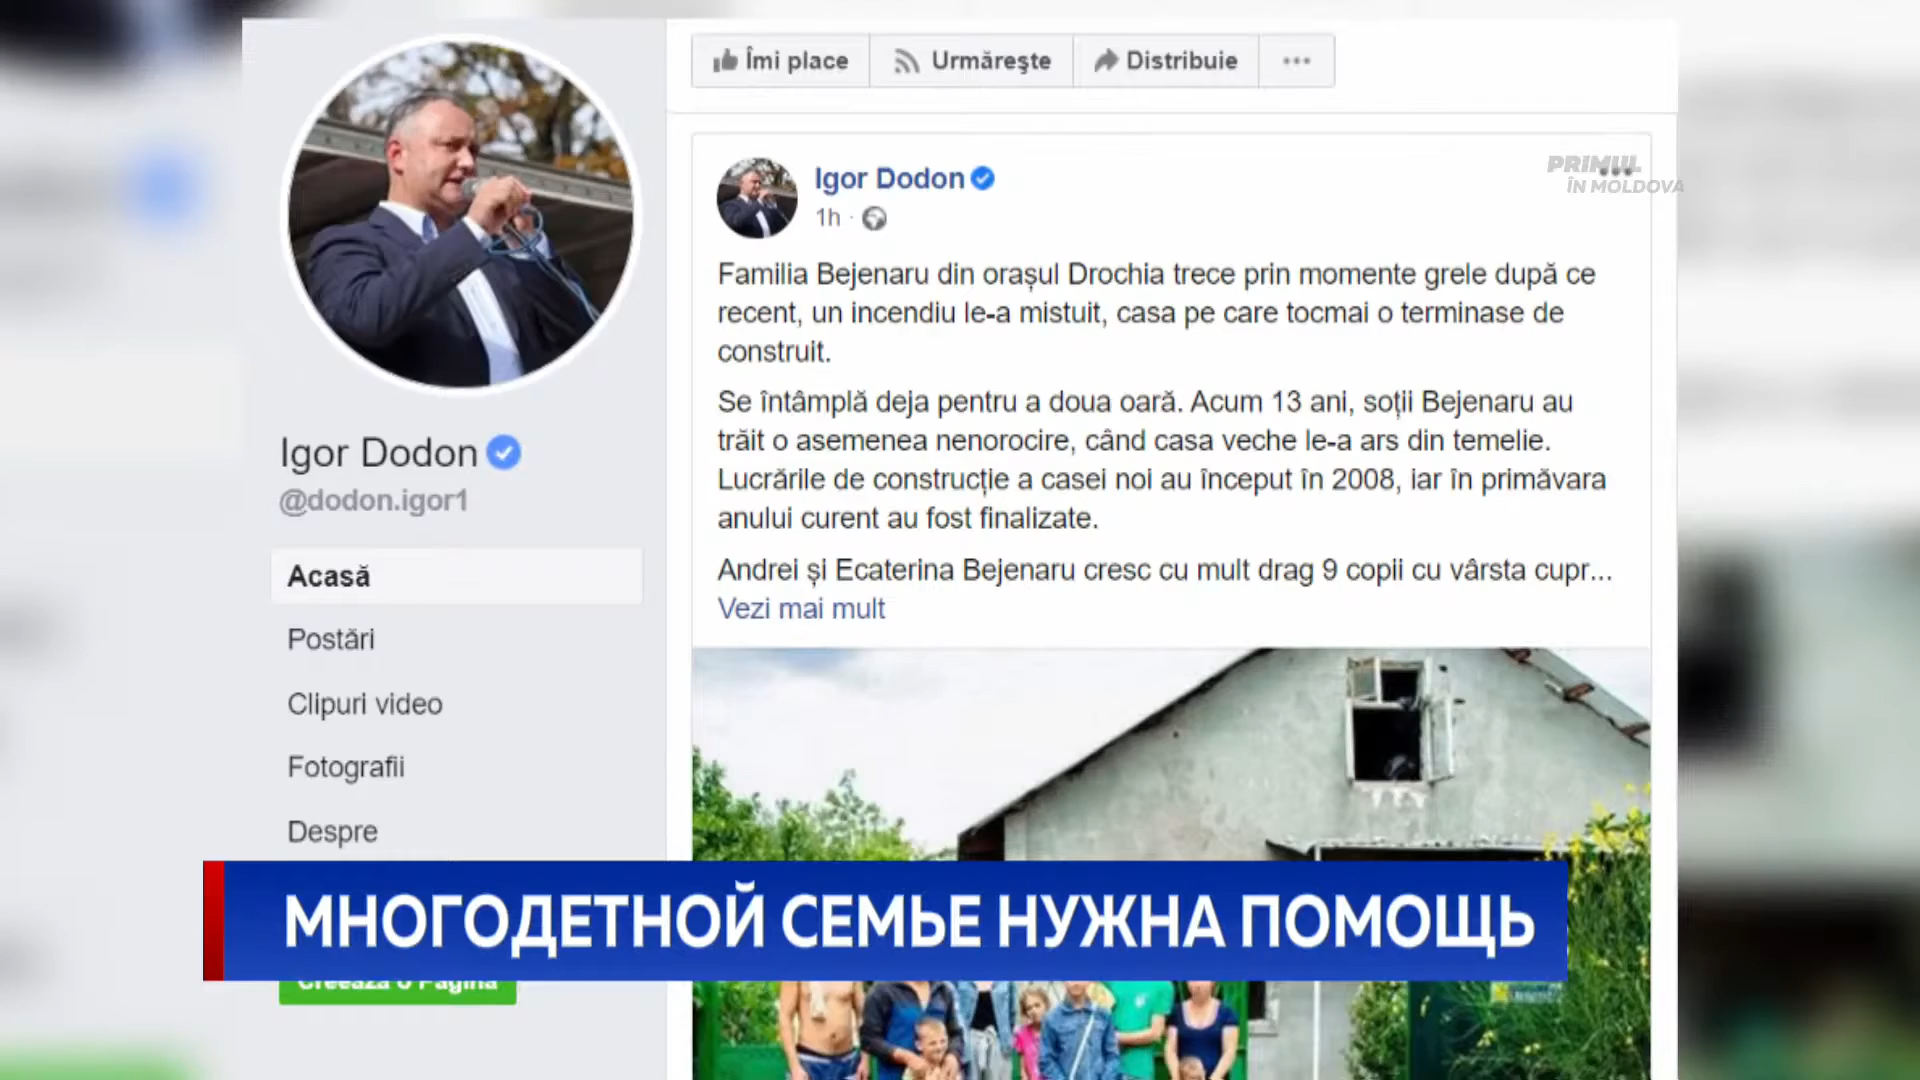 Îmi place
Urmărește
Distribuie
PRIMUL
ÎN MOLDOVA
Igor Dodon
1h ·
Familia Bejenaru din orașul Drochia trece prin momente grele după ce
recent, un incendiu le-a mistuit, casa pe care tocmai o terminase de
construit.
Se întâmplă deja pentru a doua oară. Acum 13 ani, soții Bejenaru au
trăit o asemenea nenorocire, când casa veche le-a ars din temelie.
Lucrările de construcție a casei noi au început în 2008, iar în primăvara
anului curent au fost finalizate.
Andrei și Ecaterina Bejenaru cresc cu mult drag 9 copii cu vârsta cupr...
Vezi mai mult
Igor Dodon
@dodon.igor1
Acasă
Postări
Clipuri video
Fotografii
Despre
МНОГОДЕТНОЙ СЕМЬЕ НУЖНА ПОМОЩЬ
Creează o Pagină